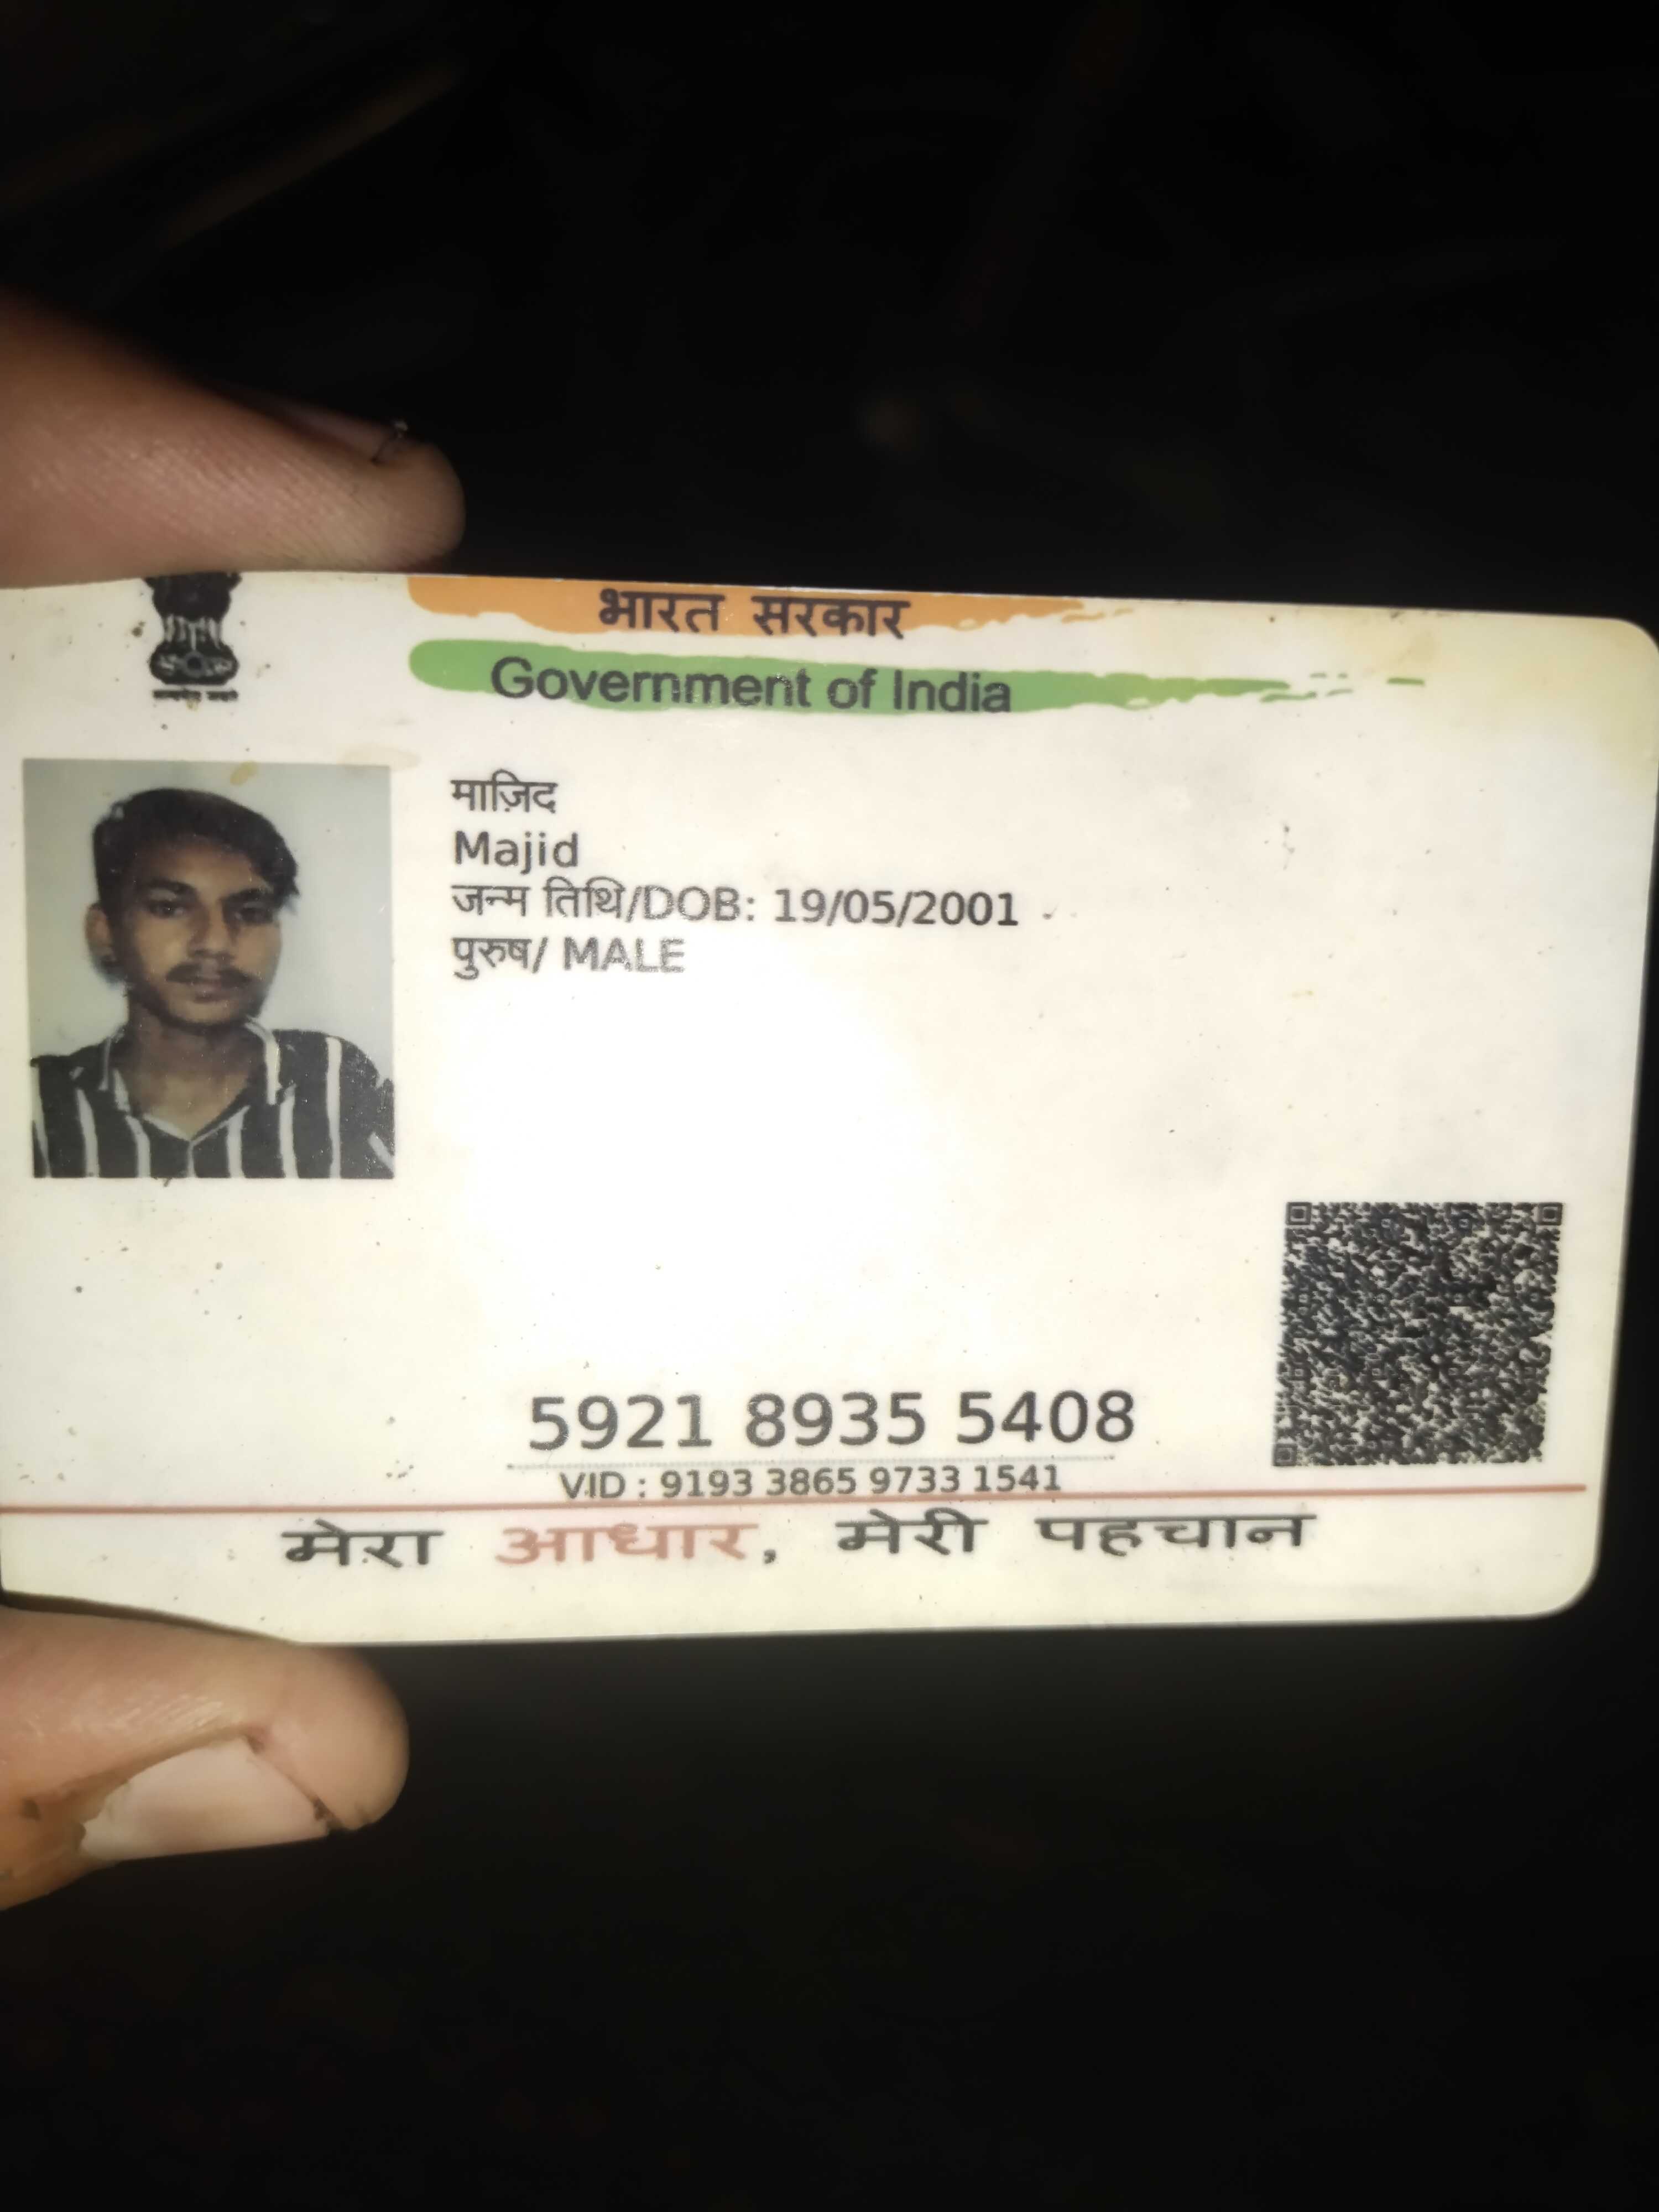 भारत सरकार
Government of India
माज़िद
Majid
जन्म तिथि/DOB: 19/05/2001
पुरुष/ MALE
5921 8935 5408
VID : 9193 3865 9733 1541
मेरा आधार, मेरी पहचान